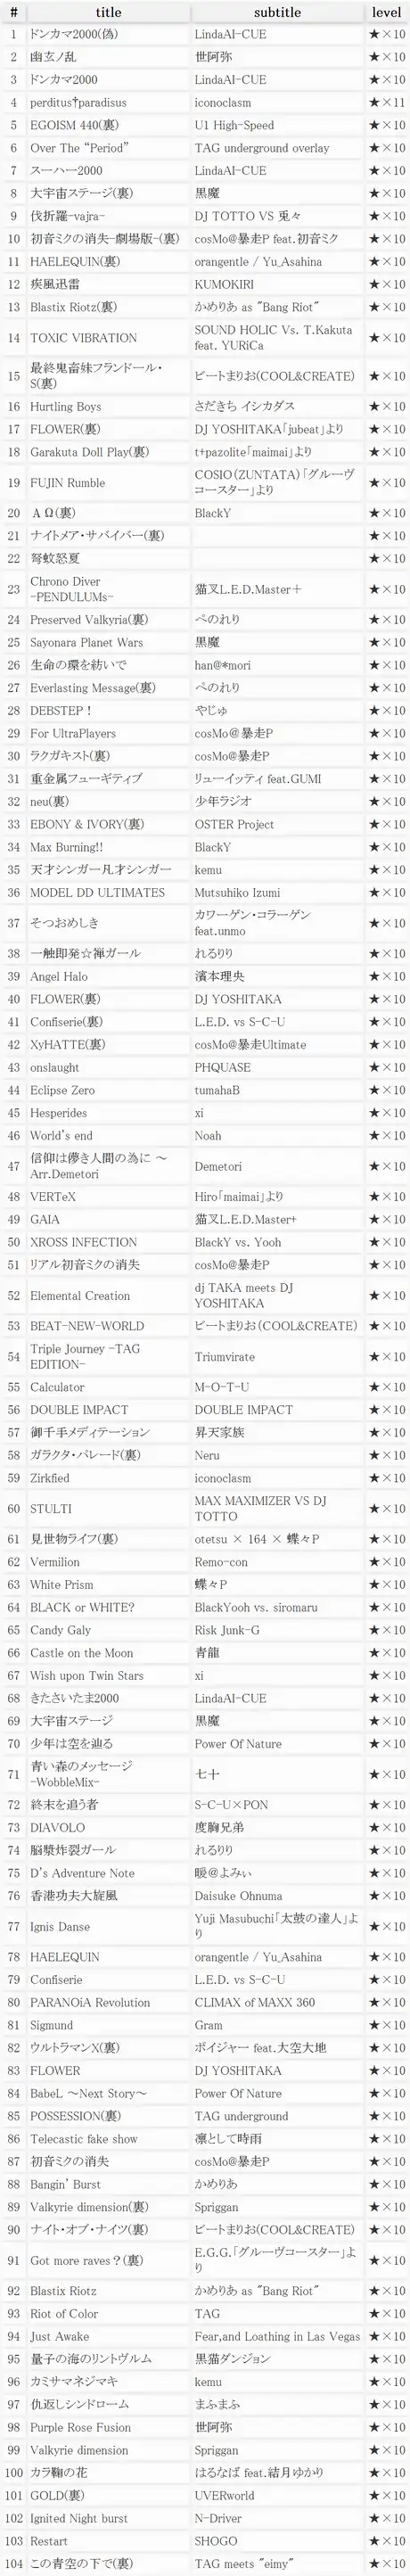 # title subtitle level
1 ドンカマ2000(偽) LindaAI-CUE ★×10
2 幽玄ノ乱 世阿弥 ★×10
3 ドンカマ2000 LindaAI-CUE ★×10
4 perditus†paradisus iconoclasm ★×11
5 EGOISM 440(裏) U1 High-Speed ★×10
6 Over The “Period” TAG underground overlay ★×10
7 スーハー2000 LindaAI-CUE ★×10
8 大宇宙ステージ(裏) 黒魔 ★×10
9 伐折羅-vajra- DJ TOTTO VS 兎々 ★×10
10 初音ミクの消失-劇場版-(裏) cosMo@暴走P feat.初音ミク ★×10
11 HAELEQUIN(裏) orangentle / Yu_Asahina ★×10
12 疾風迅雷 KUMOKIRI ★×10
13 Blastix Riotz(裏) かめりあ as "Bang Riot" ★×10
14 TOXIC VIBRATION SOUND HOLIC Vs. T.Kakuta
feat. YURiCa ★×10
15 最終鬼畜妹フランドール・
S(裏) ビートまりお(COOL&CREATE) ★×10
16 Hurtling Boys さだきち イシカダス ★×10
17 FLOWER(裏) DJ YOSHITAKA「jubeat」より ★×10
18 Garakuta Doll Play(裏) t+pazolite「maimai」より ★×10
19 FUJIN Rumble COSIO(ZUNTATA)「グルーヴ
コースター」より ★×10
20 ΑΩ(裏) BlackY ★×10
21 ナイトメア・サバイバー(裏) ★×10
22 弩蚊怒夏 ★×10
23 Chrono Diver
-PENDULUMs- 猫叉L.E.D.Master＋ ★×10
24 Preserved Valkyria(裏) ぺのれり ★×10
25 Sayonara Planet Wars 黒魔 ★×10
26 生命の環を紡いで han@*mori ★×10
27 Everlasting Message(裏) ぺのれり ★×10
28 DEBSTEP！ やじゅ ★×10
29 For UltraPlayers cosMo＠暴走P ★×10
30 ラクガキスト(裏) cosMo@暴走P ★×10
31 重金属フューギティブ リューイッティ feat.GUMI ★×10
32 neu(裏) 少年ラジオ ★×10
33 EBONY & IVORY(裏) OSTER Project ★×10
34 Max Burning!! BlackY ★×10
35 天才シンガー凡才シンガー kemu ★×10
36 MODEL DD ULTIMATES Mutsuhiko Izumi ★×10
37 そつおめしき カワーゲン・コラーゲン
feat.unmo ★×10
38 一触即発☆禅ガール れるりり ★×10
39 Angel Halo 濱本理央 ★×10
40 FLOWER(裏) DJ YOSHITAKA ★×10
41 Confiserie(裏) L.E.D. vs S-C-U ★×10
42 XyHATTE(裏) cosMo@暴走Ultimate ★×10
43 onslaught PHQUASE ★×10
44 Eclipse Zero tumahaB ★×10
45 Hesperides xi ★×10
46 World's end Noah ★×10
47 信仰は儚き人間の為に ～
Arr.Demetori Demetori ★×10
48 VERTeX Hiro「maimai」より ★×10
49 GAIA 猫叉L.E.D.Master+ ★×10
50 XROSS INFECTION BlackY vs. Yooh ★×10
51 リアル初音ミクの消失 cosMo@暴走P ★×10
52 Elemental Creation dj TAKA meets DJ
YOSHITAKA ★×10
53 BEAT-NEW-WORLD ビートまりお(COOL&CREATE) ★×10
54 Triple Journey -TAG
EDITION- Triumvirate ★×10
55 Calculator M-O-T-U ★×10
56 DOUBLE IMPACT DOUBLE IMPACT ★×10
57 御千手メディテーション 昇天家族 ★×10
58 ガラクタ・パレード(裏) Neru ★×10
59 Zirkfied iconoclasm ★×10
60 STULTI MAX MAXIMIZER VS DJ
TOTTO ★×10
61 見世物ライフ(裏) otetsu × 164 × 蝶々P ★×10
62 Vermilion Remo-con ★×10
63 White Prism 蝶々P ★×10
64 BLACK or WHITE? BlackYooh vs. siromaru ★×10
65 Candy Galy Risk Junk-G ★×10
66 Castle on the Moon 青龍 ★×10
67 Wish upon Twin Stars xi ★×10
68 きたさいたま2000 LindaAI-CUE ★×10
69 大宇宙ステージ 黒魔 ★×10
70 少年は空を辿る Power Of Nature ★×10
71 青い森のメッセージ
-WobbleMix- 七十 ★×10
72 終末を追う者 S-C-U×PON ★×10
73 DIAVOLO 度胸兄弟 ★×10
74 脳漿炸裂ガール れるりり ★×10
75 D's Adventure Note 暖＠よみぃ ★×10
76 香港功夫大旋風 Daisuke Ohnuma ★×10
77 Ignis Danse Yuji Masubuchi「太鼓の達人」よ
り ★×10
78 HAELEQUIN orangentle / Yu_Asahina ★×10
79 Confiserie L.E.D. vs S-C-U ★×10
80 PARANOiA Revolution CLIMAX of MAXX 360 ★×10
81 Sigmund Gram ★×10
82 ウルトラマンX(裏) ボイジャー feat.大空大地 ★×10
83 FLOWER DJ YOSHITAKA ★×10
84 BabeL ～Next Story～ Power Of Nature ★×10
85 POSSESSION(裏) TAG underground ★×10
86 Telecastic fake show 凛として時雨 ★×10
87 初音ミクの消失 cosMo@暴走P ★×10
88 Bangin' Burst かめりあ ★×10
89 Valkyrie dimension(裏) Spriggan ★×10
90 ナイト・オブ・ナイツ(裏) ビートまりお(COOL&CREATE) ★×10
91 Got more raves？(裏) E.G.G.「グルーヴコースター」よ
り ★×10
92 Blastix Riotz かめりあ as "Bang Riot" ★×10
93 Riot of Color TAG ★×10
94 Just Awake Fear,and Loathing in Las Vegas ★×10
95 量子の海のリントヴルム 黒猫ダンジョン ★×10
96 カミサマネジマキ kemu ★×10
97 仇返しシンドローム まふまふ ★×10
98 Purple Rose Fusion 世阿弥 ★×10
99 Valkyrie dimension Spriggan ★×10
100 カラ鞠の花 はるなば feat.結月ゆかり ★×10
101 GOLD(裏) UVERworld ★×10
102 Ignited Night burst N-Driver ★×10
103 Restart SHOGO ★×10
104 この青空の下で(裏) TAG meets "eimy" ★×10